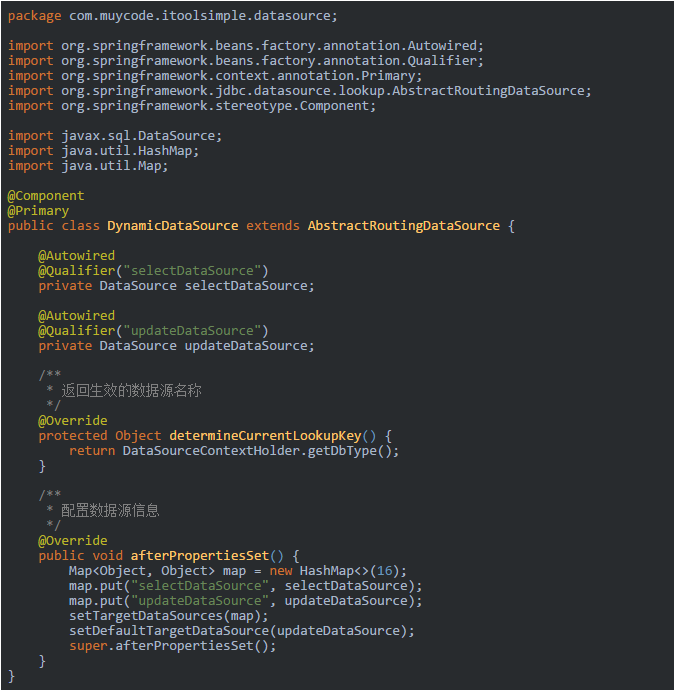 package com.muycode.itoolsimple.datasource;
import org.springframework.beans.factory.annotation.Autowired;
import org.springframework.beans.factory.annotation.Qualifier;
import org.springframework.context.annotation.Primary;
import org.springframework.jdbc.datasource.lookup.AbstractRoutingDataSource;
import org.springframework.stereotype.Component;
import javax.sql.DataSource;
import java.util.HashMap;
import java.util.Map;
@Component
@Primary
public class DynamicDataSource extends AbstractRoutingDataSource {
    @Autowired
    @Qualifier("selectDataSource")
    private DataSource selectDataSource;
    @Autowired
    @Qualifier("updateDataSource")
    private DataSource updateDataSource;
    /**
     * 返回生效的数据源名称
     */
    @Override
    protected Object determineCurrentLookupKey() {
        return DataSourceContextHolder.getDbType();
    }
    /**
     * 配置数据源信息
     */
    @Override
    public void afterPropertiesSet() {
        Map<Object, Object> map = new HashMap<>(16);
        map.put("selectDataSource", selectDataSource);
        map.put("updateDataSource", updateDataSource);
        setTargetDataSources(map);
        setDefaultTargetDataSource(updateDataSource);
        super.afterPropertiesSet();
    }
}